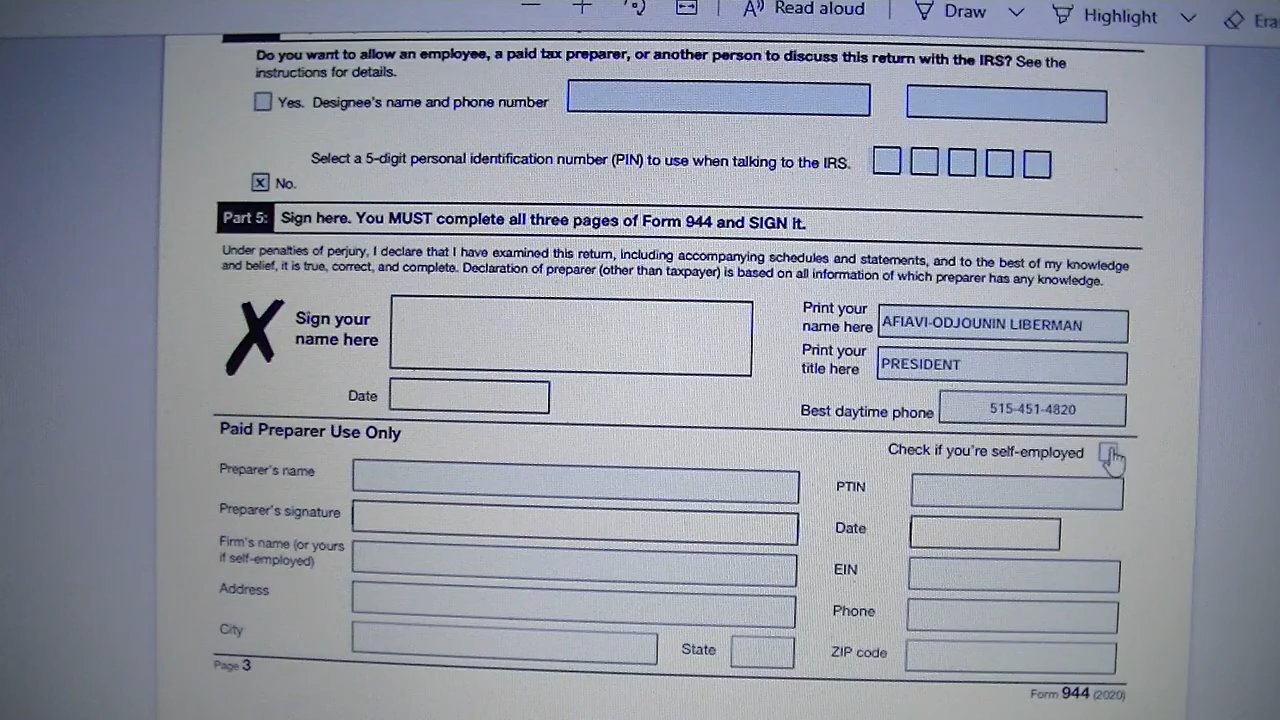 Read aloud
Draw
Highlight
Do you want to allow an employee, a paid tax preparer, or another person to discuss this return with the IRS? See the
instructions for details.
Yes. Designee's name and phone number
Select a 5-digit personal identification number (PIN) to use when talking to the IRS.
X No.
Part 5: Sign here. You MUST complete all three pages of Form 944 and SIGN it.
Under penalties of perjury, I declare that I have examined this return, including accompanying schedules and statements, and to the best of my knowledge
and belief, it is true, correct, and complete. Declaration of preparer (other than taxpayer) is based on all information of which preparer has any knowledge.
X
Sign your
name here
Print your
name here
AFIAVI-ODJOUNIN LIBERMAN
Print your
title here
PRESIDENT
Date
Best daytime phone 515-451-4820
Paid Preparer Use Only
Check if you're self-employed
Preparer's name
PTIN
Preparer's signature
Date
Firm's name (or yours
if self-employed)
EIN
Address
Phone
City
State
ZIP code
Page 3
Form 944 (2020)